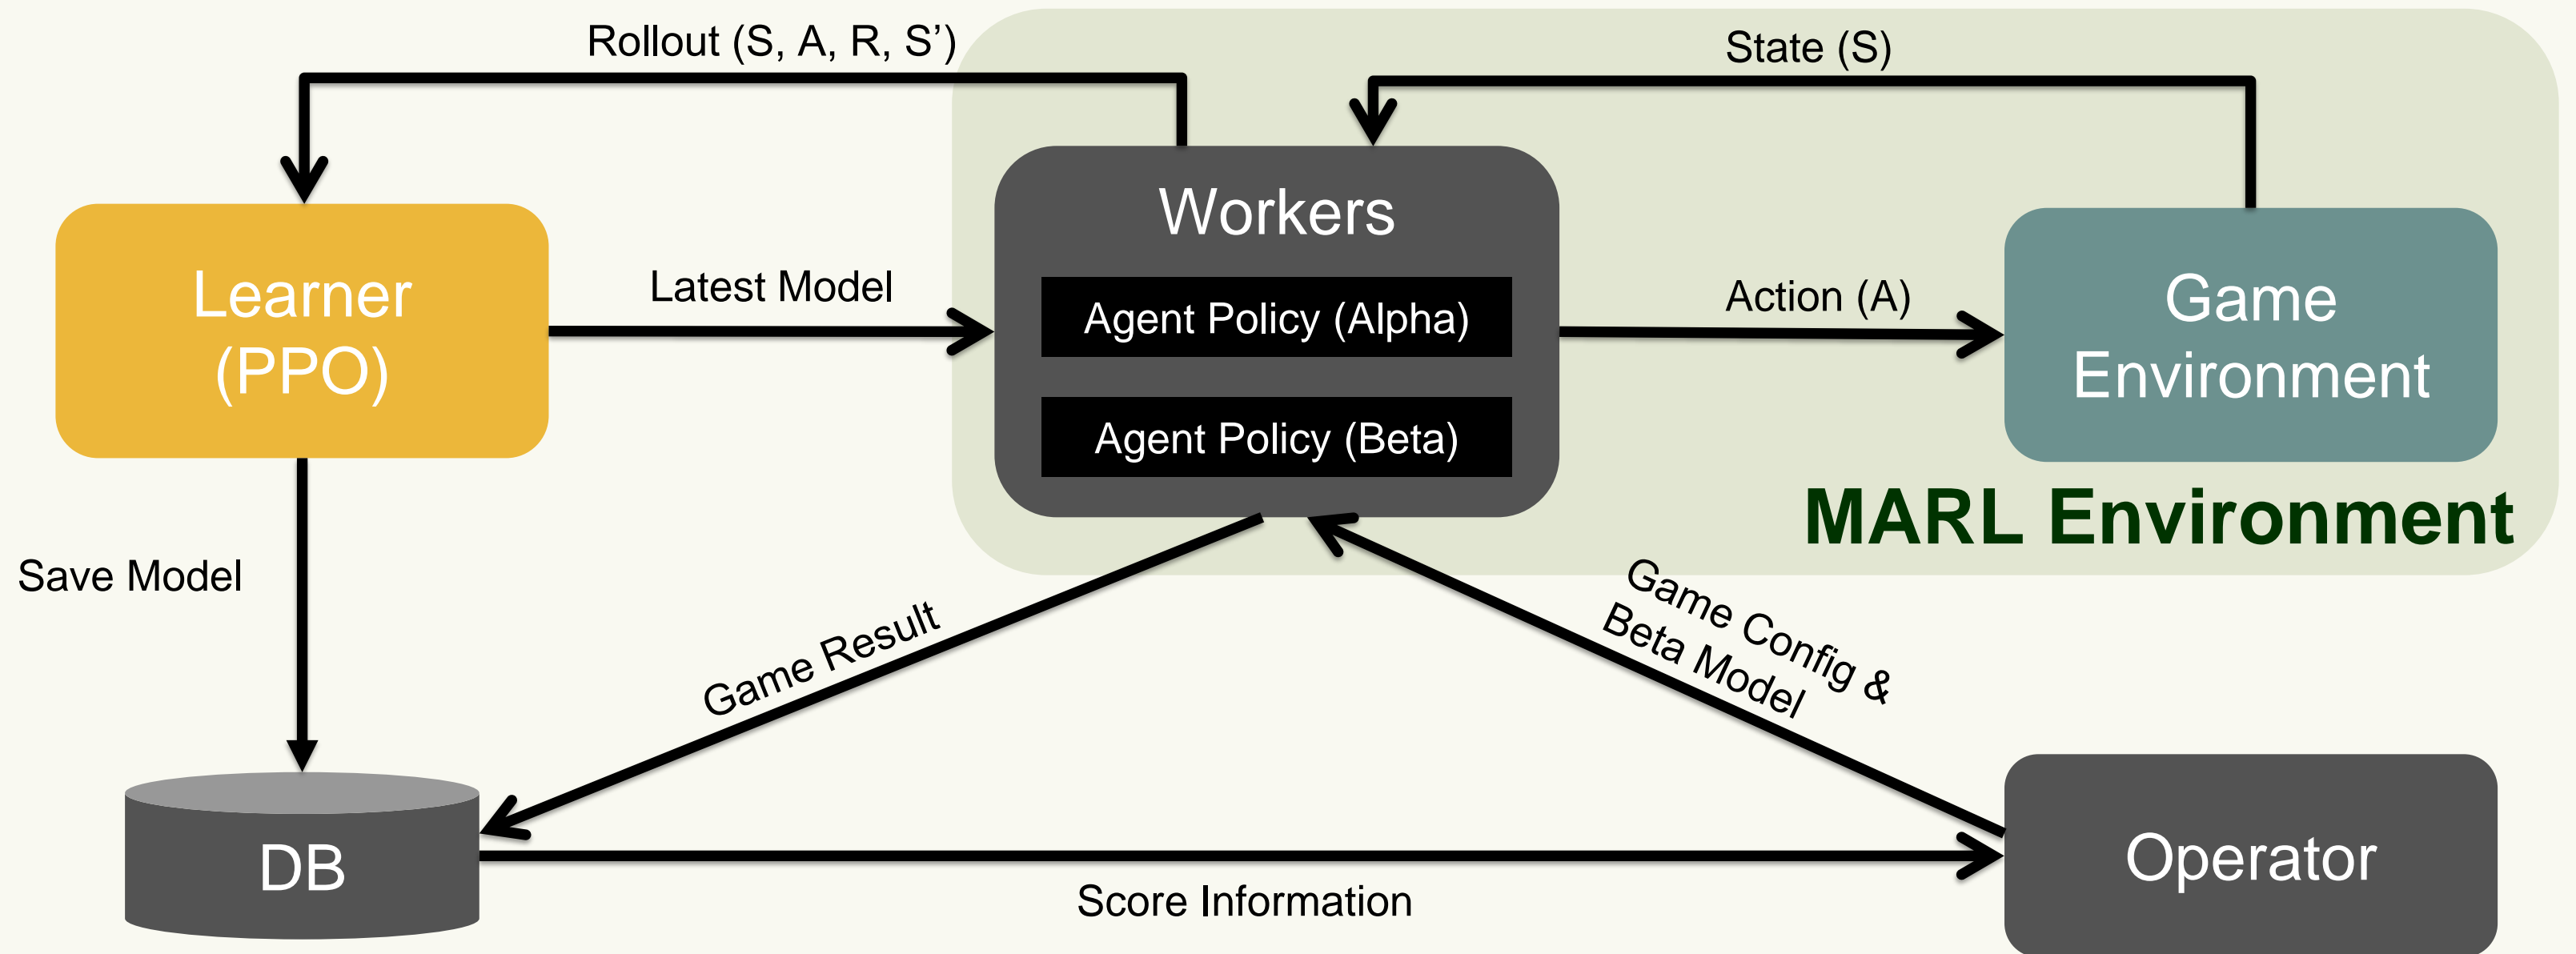 Rollout (S, A, R, S’)
State (S)
Workers
Learner
(PPO)
Latest Model
Agent Policy (Alpha)
Agent Policy (Beta)
Action (A)
Game
Environment
MARL Environment
Save Model
Game Result
Game Config &
Beta Model
DB
Score Information
Operator